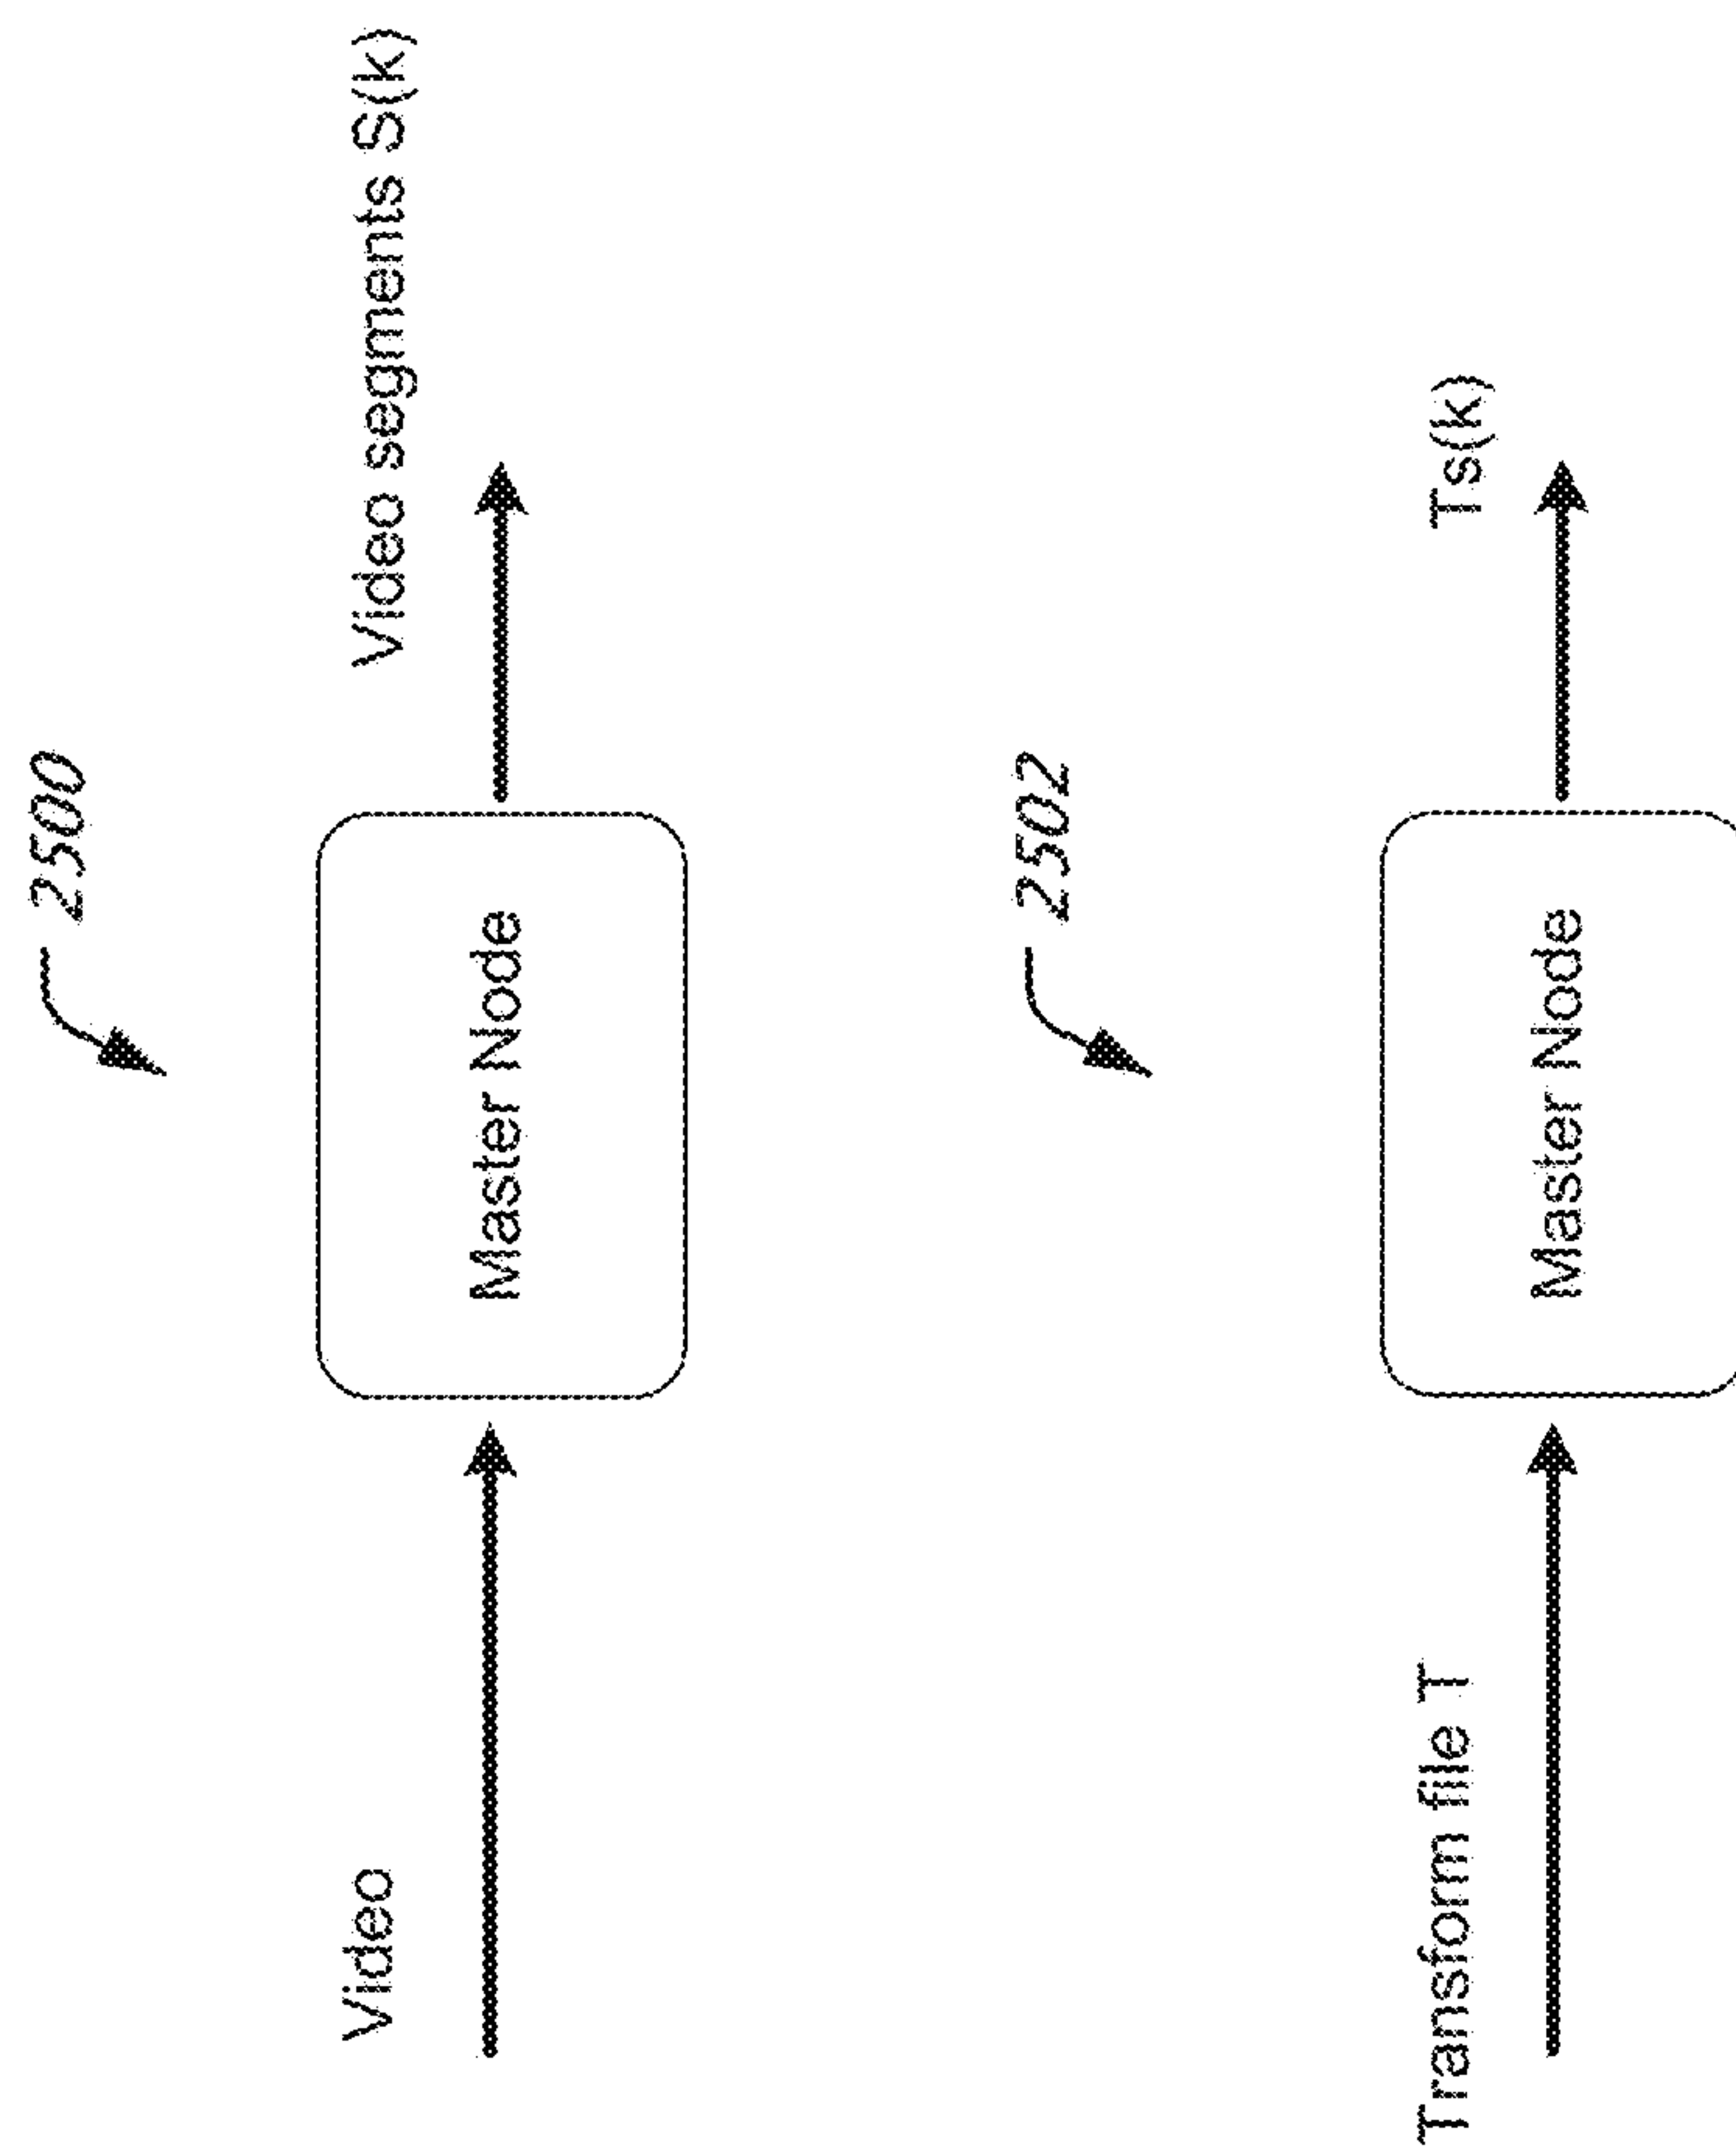 2500
Video
Master Node
Video segments S(k)
2502
Transform file T
Master Node
Ts(k)